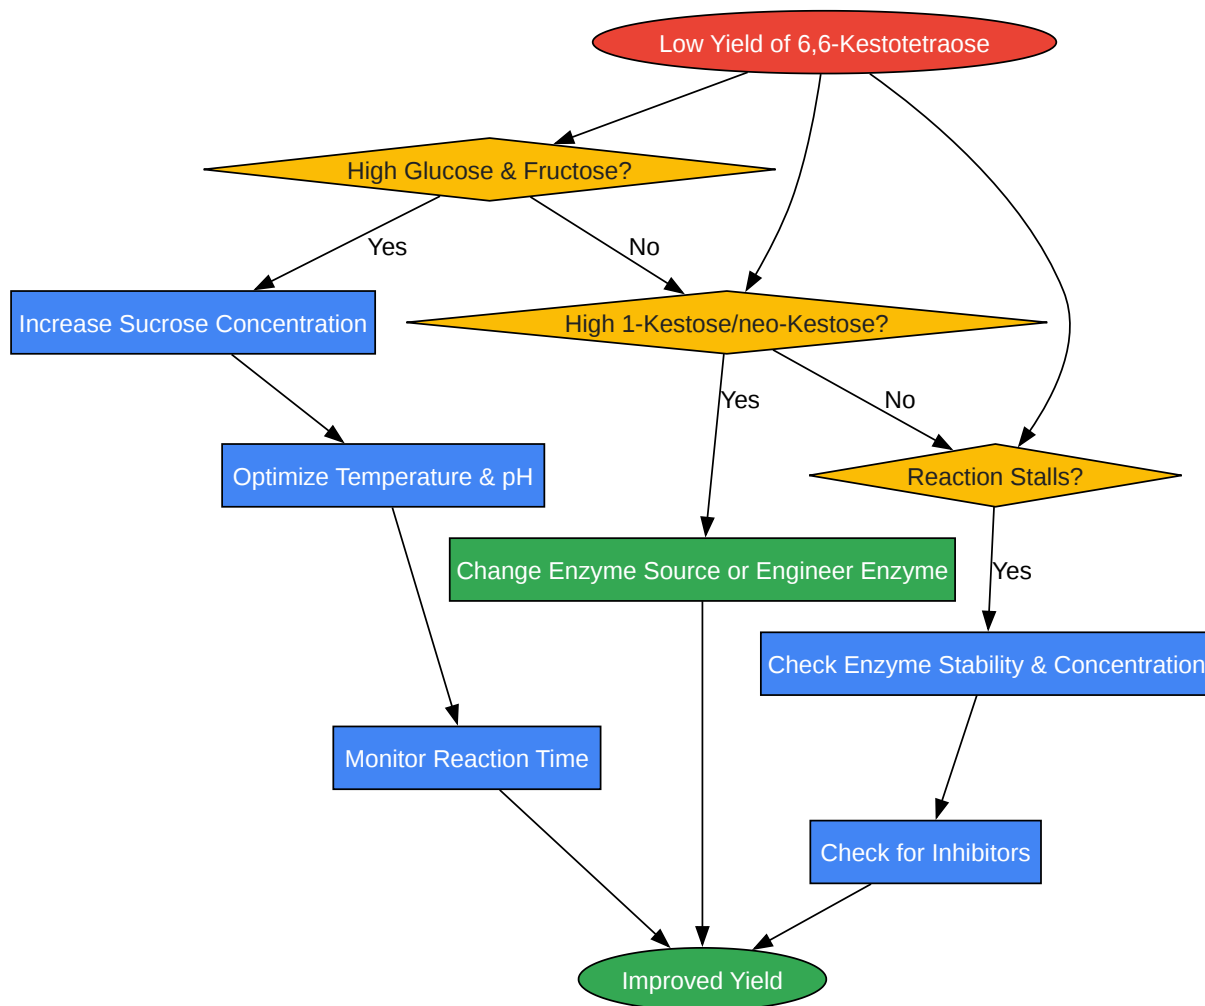 Low Yield of 6,6-Kestotetraose
High Glucose & Fructose?
Yes
No
Increase Sucrose Concentration
High 1-Kestose/neo-Kestose?
Yes
No
Optimize Temperature & pH
Reaction Stalls?
Change Enzyme Source or Engineer Enzyme
Yes
Check Enzyme Stability & Concentration
Monitor Reaction Time
Check for Inhibitors
Improved Yield